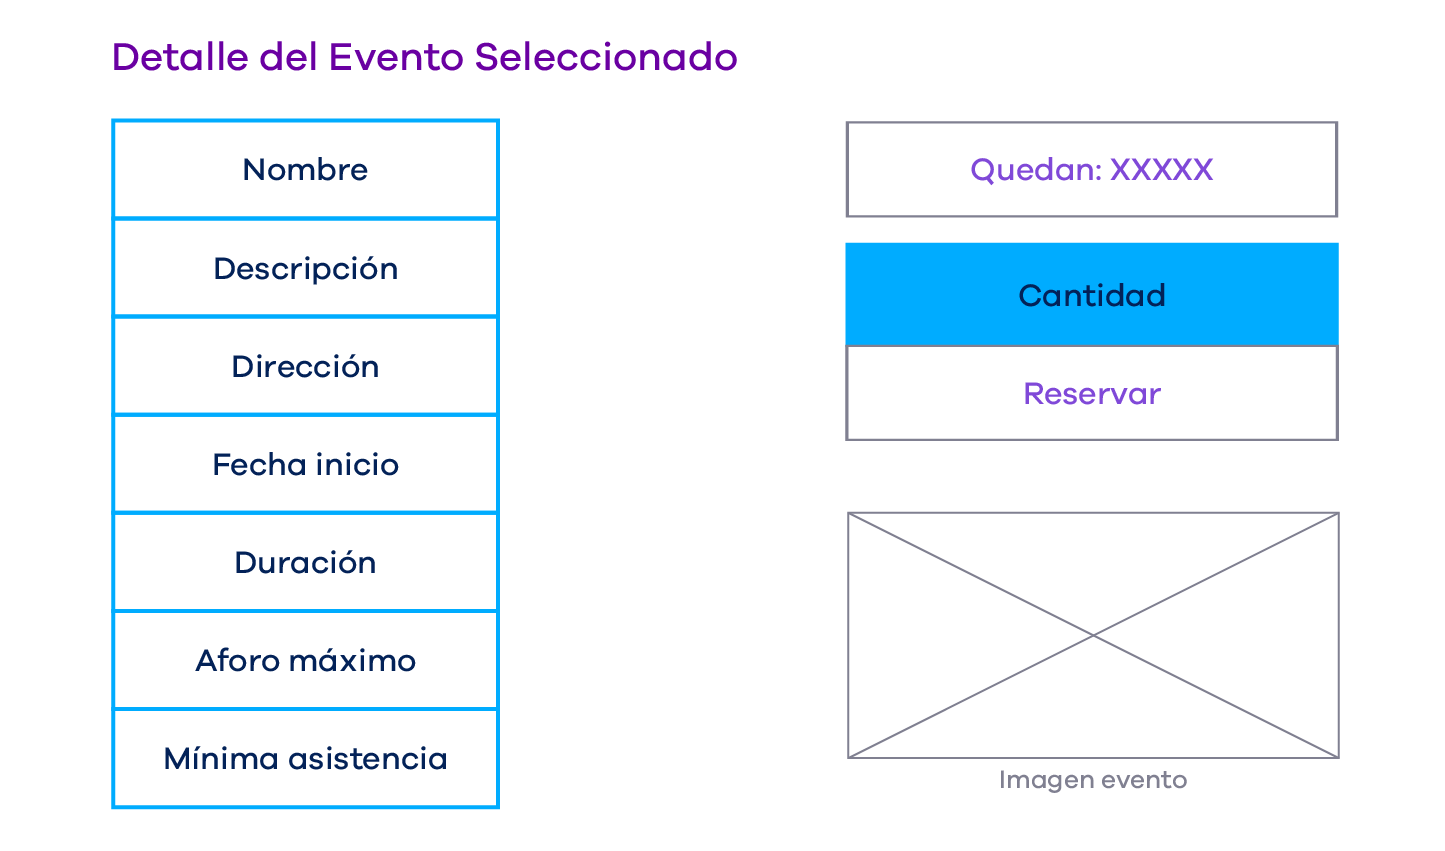 Detalle del Evento Seleccionado
Nombre
Descripción
Dirección
Fecha inicio
Duración
Aforo máximo
Mínima asistencia
Quedan: XXXXX
Cantidad
Reservar
Imagen evento